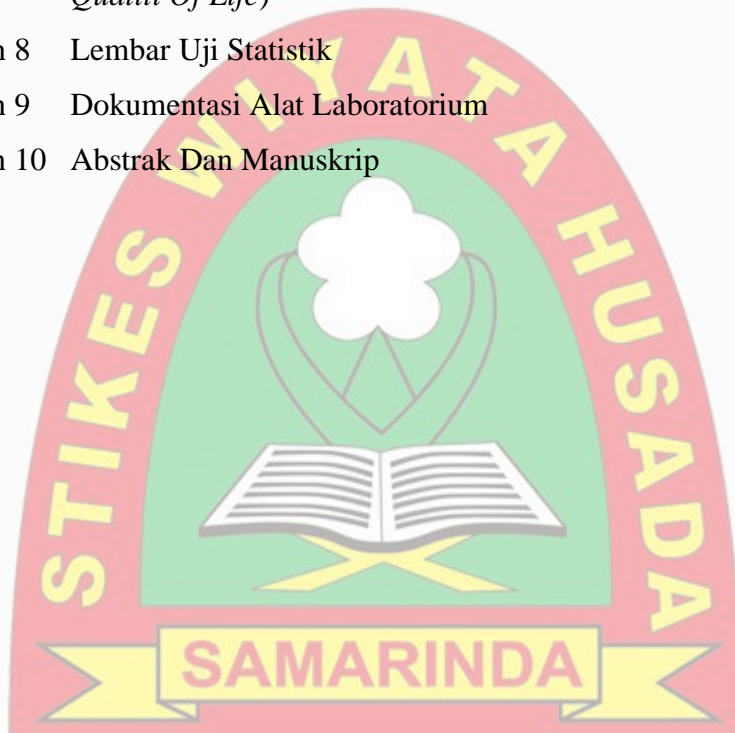 Qualiti Of Life)
n 8 Lembar Uji Statistik
n 9 Dokumentasi Alat Laboratorium
n 10 Abstrak Dan Manuskrip
STIKES WIYATA HUSADA
SAMARINDA